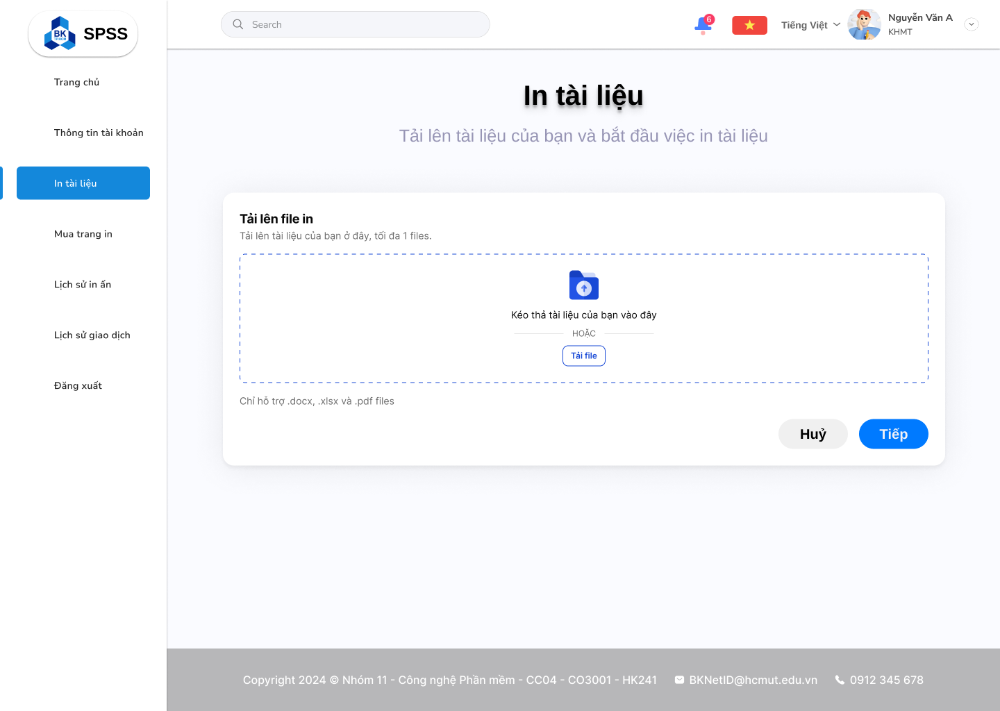 BK
TP.HCM
SPSS
Search
6
Tiếng Việt
Nguyễn Văn A
KHMT
Trang chủ
Thông tin tài khoản
In tài liệu
Mua trang in
Lịch sử in ấn
Lịch sử giao dịch
Đăng xuất
In tài liệu
Tải lên tài liệu của bạn và bắt đầu việc in tài liệu
Tải lên file in
Tải lên tài liệu của bạn ở đây, tối đa 1 files.
Kéo thả tài liệu của bạn vào đây
HOẶC
Tải file
Chỉ hỗ trợ .docx, .xlsx và .pdf files
Huỷ
Tiếp
Copyright 2024 © Nhóm 11 - Công nghệ Phần mềm - CC04 - CO3001 - HK241
BKNetID@hcmut.edu.vn
0912 345 678